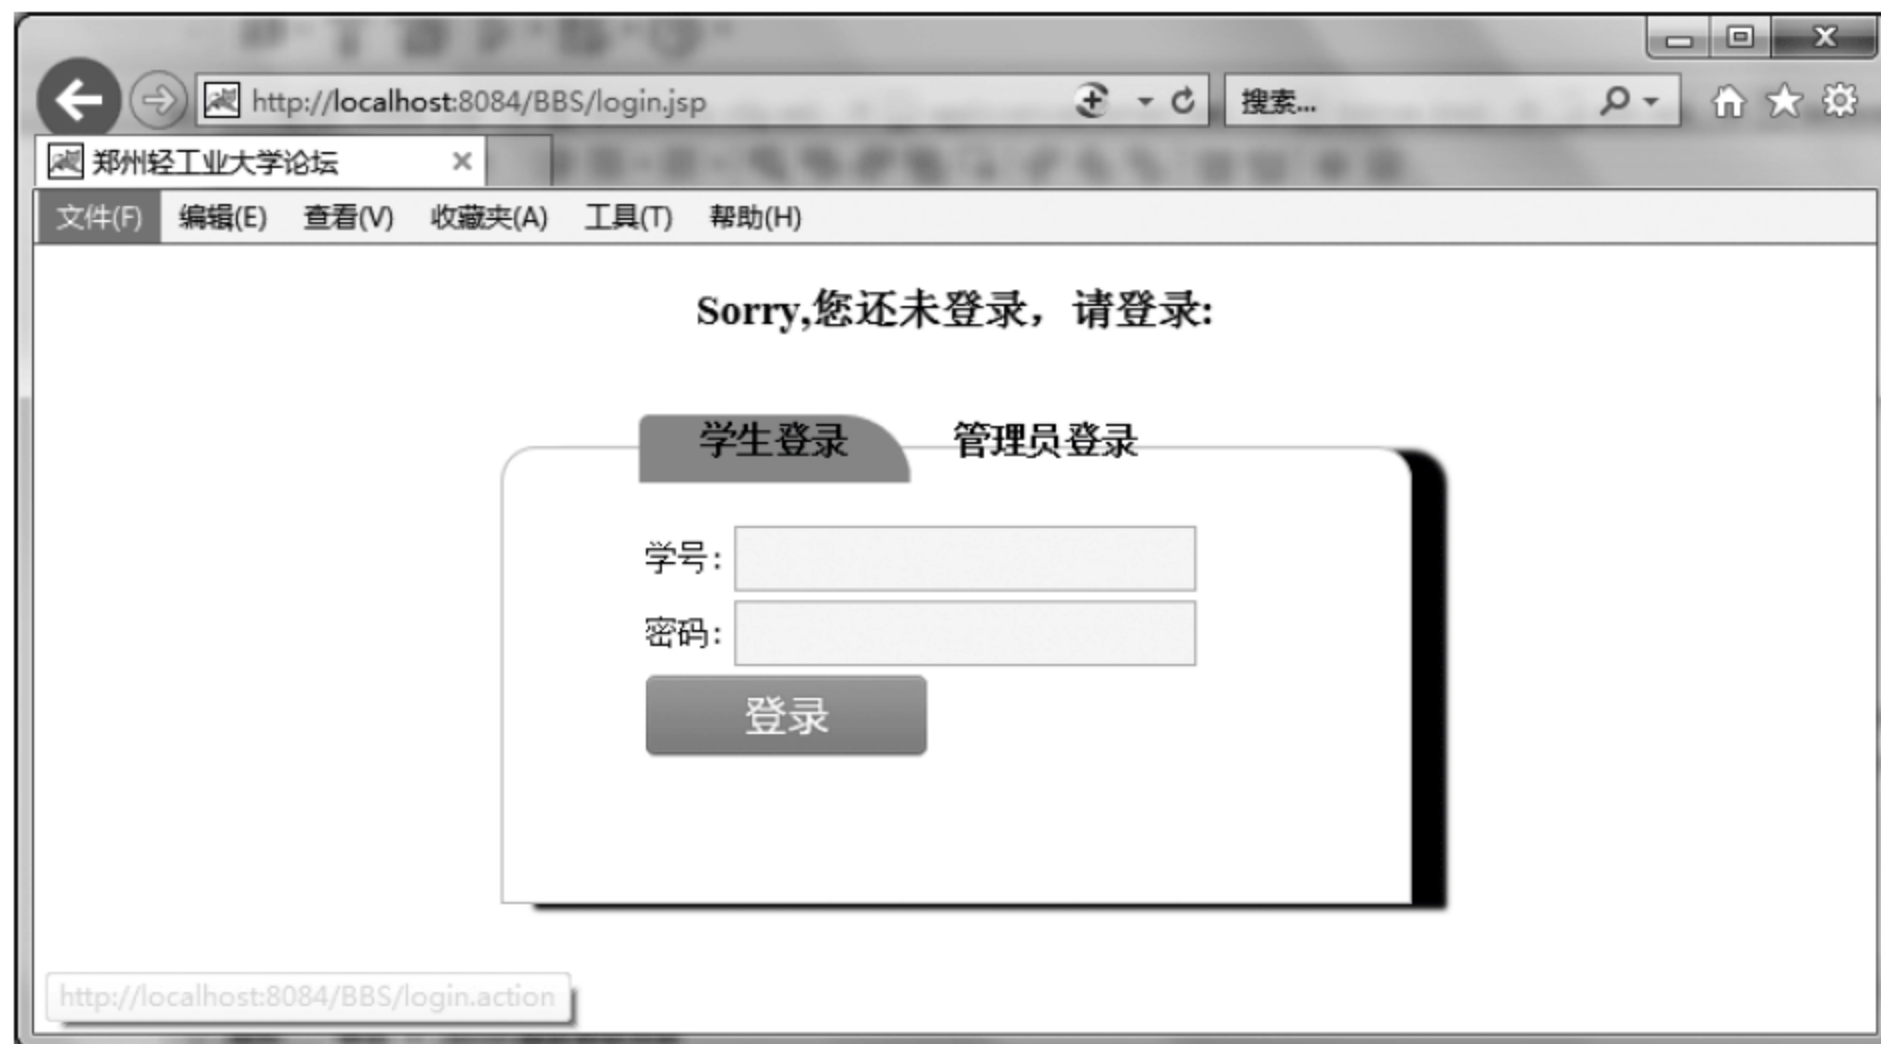 http://localhost:8084/BBS/login.jsp
搜索...
郑州轻工业大学论坛
文件(F) 编辑(E) 查看(V) 收藏夹(A) 工具(T) 帮助(H)
Sorry,您还未登录，请登录:
学生登录 管理员登录
学号:
密码:
登录
http://localhost:8084/BBS/login.action